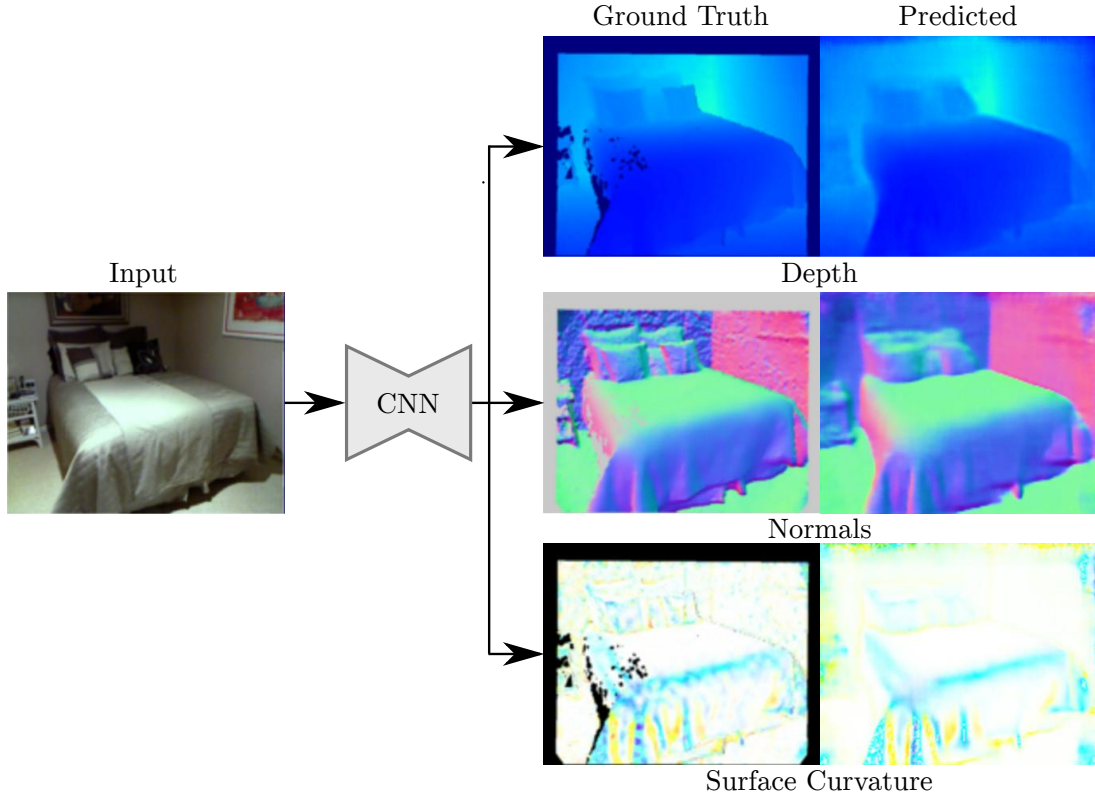 Ground Truth
Predicted
Depth
Input
CNN
Normals
Surface Curvature